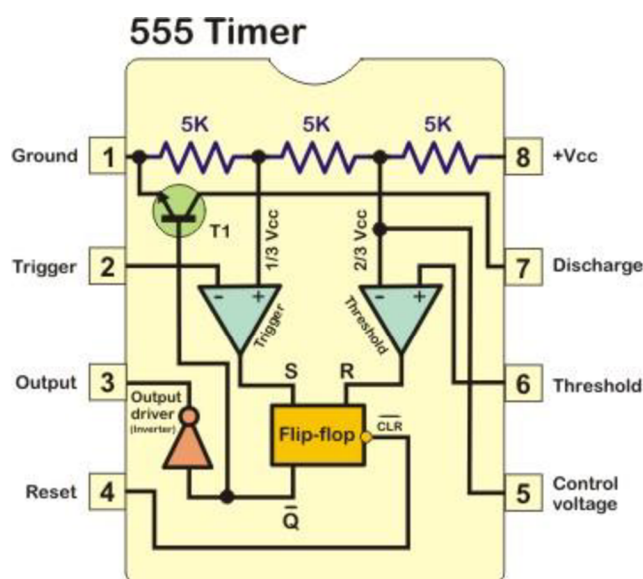 555 Timer
5K 5K 5K
Ground 1
8 +Vcc
T1
1/3 Vcc
2/3 Vcc
Trigger 2
7 Discharge
- +
- +
Trigger
Threshold
Output 3
6 Threshold
S R
Output
driver
(Inverter)
Flip-flop
CLR
Reset 4
5 Control
voltage
Q̅